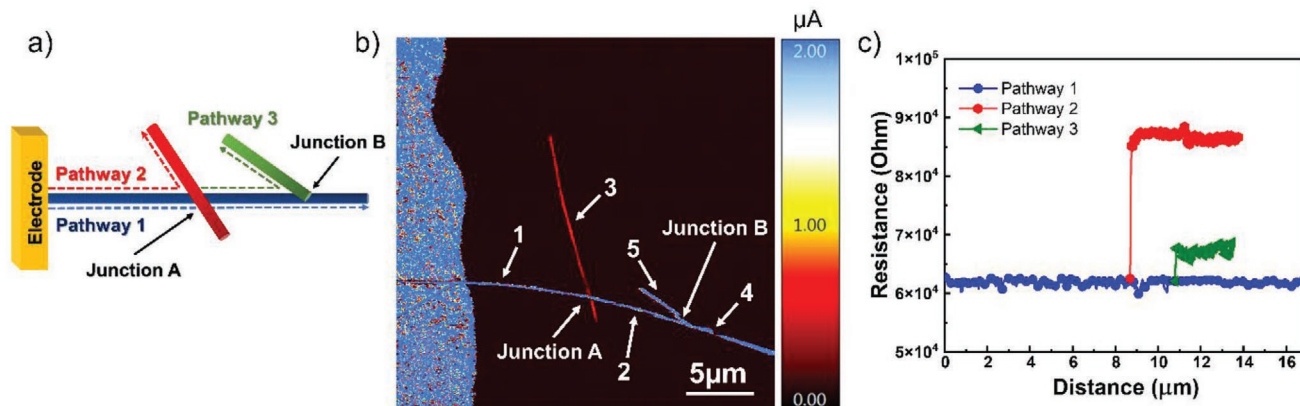 a)
Electrode
Pathway 2
Pathway 1
Pathway 3
Junction B
Junction A
b)
1
3
5
Junction B
4
2
Junction A
5μm
μA
2.00
1.00
0.00
c)
Resistance (Ohm)
1×10⁵
9×10⁴
8×10⁴
7×10⁴
6×10⁴
5×10⁴
Pathway 1
Pathway 2
Pathway 3
0 2 4 6 8 10 12 14 16
Distance (μm)